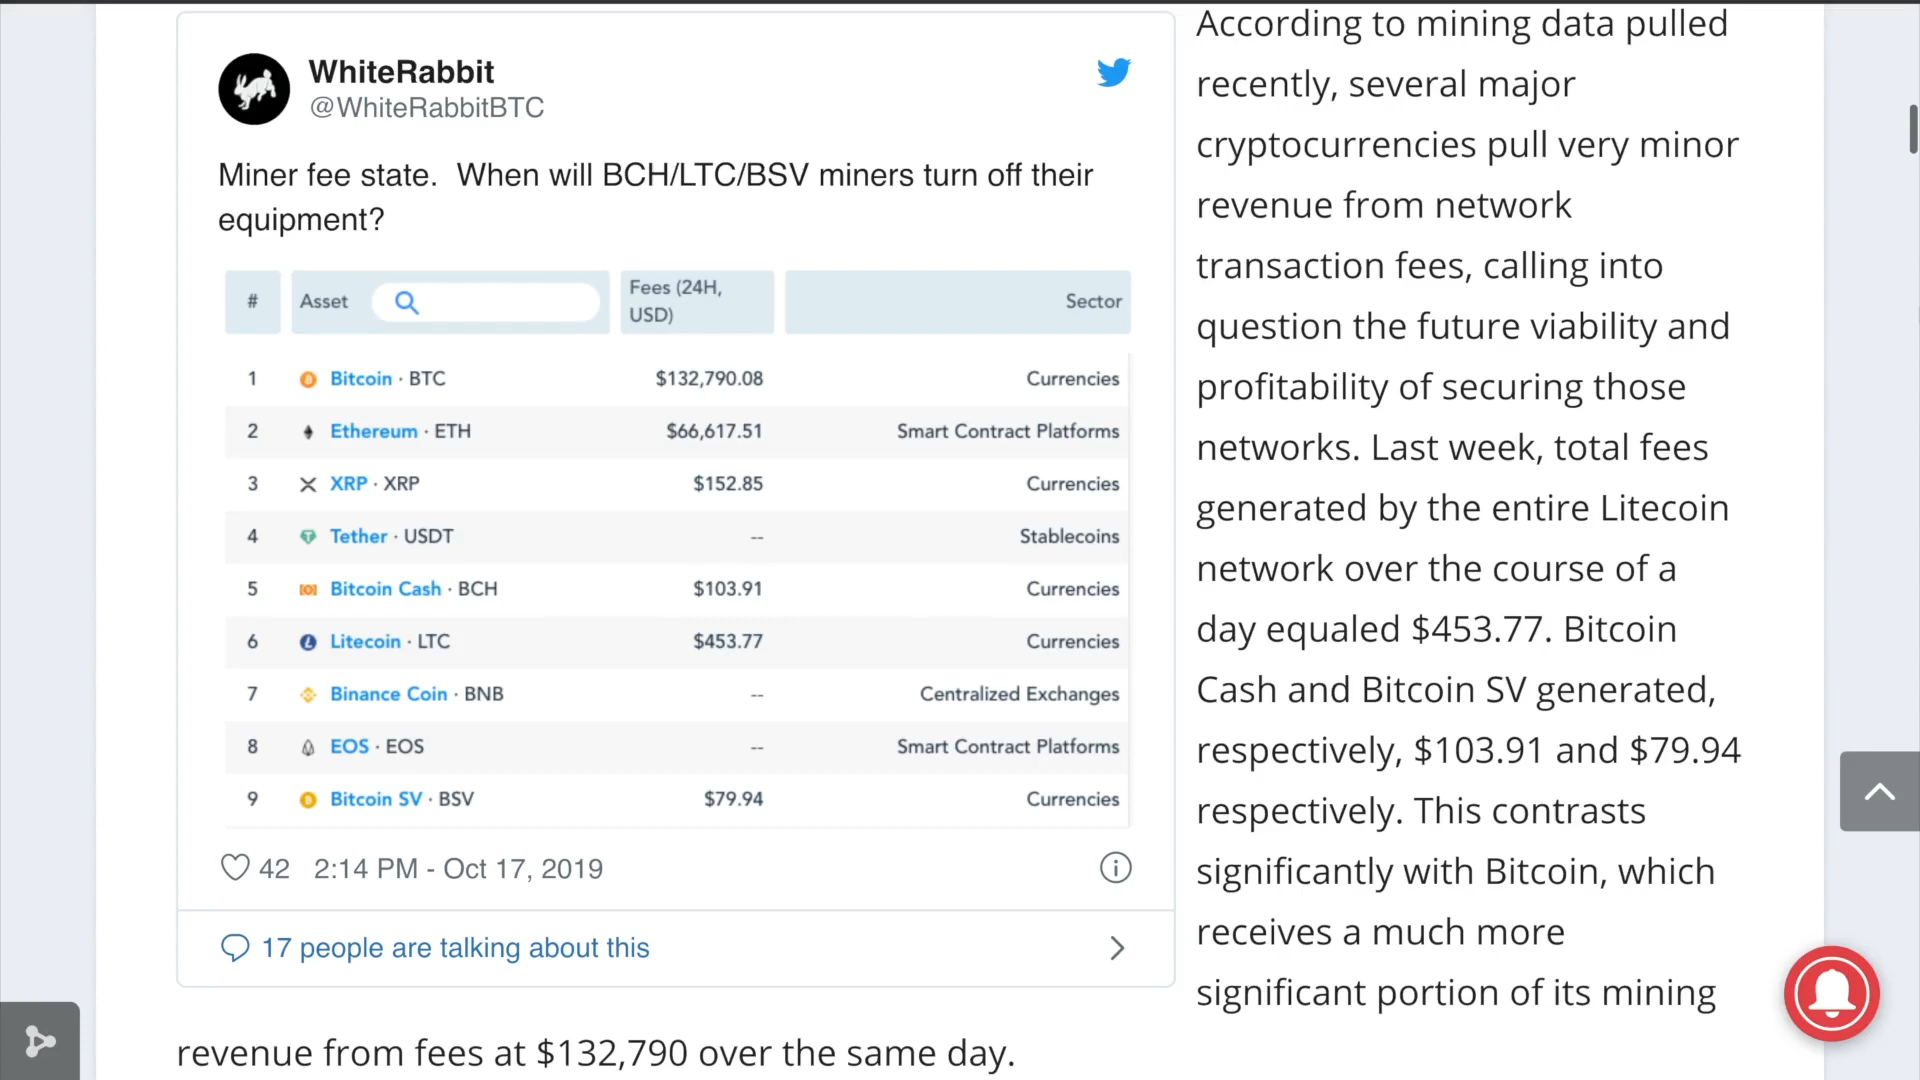 WhiteRabbit
@WhiteRabbitBTC
Miner fee state.  When will BCH/LTC/BSV miners turn off their
equipment?
# Asset Fees (24H, USD) Sector
1 Bitcoin · BTC $132,790.08 Currencies
2 Ethereum · ETH $66,617.51 Smart Contract Platforms
3 XRP · XRP $152.85 Currencies
4 Tether · USDT -- Stablecoins
5 Bitcoin Cash · BCH $103.91 Currencies
6 Litecoin · LTC $453.77 Currencies
7 Binance Coin · BNB -- Centralized Exchanges
8 EOS · EOS -- Smart Contract Platforms
9 Bitcoin SV · BSV $79.94 Currencies
42 2:14 PM - Oct 17, 2019
17 people are talking about this
According to mining data pulled
recently, several major
cryptocurrencies pull very minor
revenue from network
transaction fees, calling into
question the future viability and
profitability of securing those
networks. Last week, total fees
generated by the entire Litecoin
network over the course of a
day equaled $453.77. Bitcoin
Cash and Bitcoin SV generated,
respectively, $103.91 and $79.94
respectively. This contrasts
significantly with Bitcoin, which
receives a much more
significant portion of its mining
revenue from fees at $132,790 over the same day.